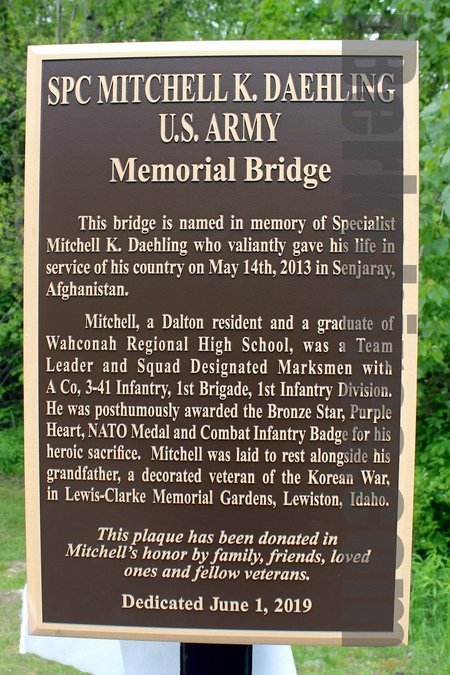 SPC MITCHELL K. DAEHLING
U.S. ARMY
Memorial Bridge
This bridge is named in memory of Specialist
Mitchell K. Daehling who valiantly gave his life in
service of his country on May 14th, 2013 in Senjaray,
Afghanistan.
Mitchell, a Dalton resident and a graduate of
Wahconah Regional High School, was a Team
Leader and Squad Designated Marksmen with
A Co, 3-41 Infantry, 1st Brigade, 1st Infantry Division.
He was posthumously awarded the Bronze Star, Purple
Heart, NATO Medal and Combat Infantry Badge for his
heroic sacrifice. Mitchell was laid to rest alongside his
grandfather, a decorated veteran of the Korean War,
in Lewis-Clarke Memorial Gardens, Lewiston, Idaho.
This plaque has been donated in
Mitchell's honor by family, friends, loved
ones and fellow veterans.
Dedicated June 1, 2019